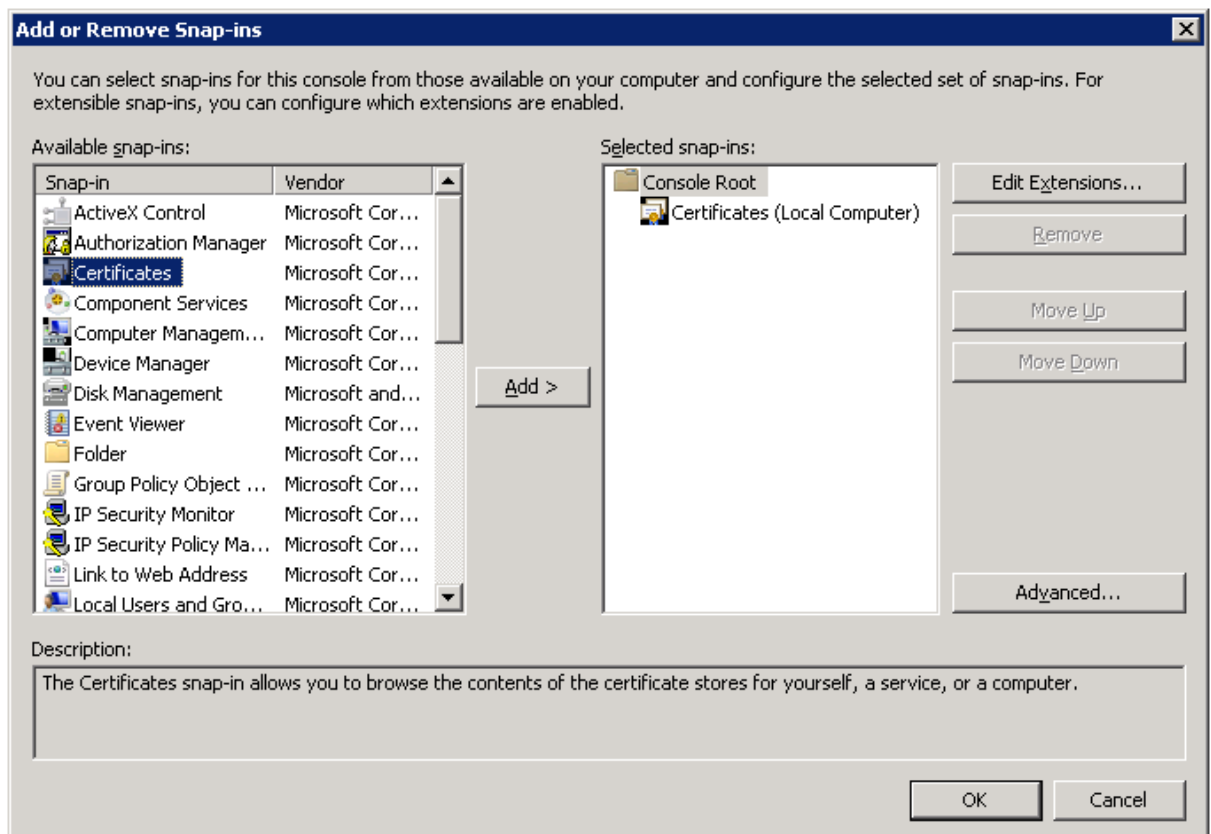 Add or Remove Snap-ins
You can select snap-ins for this console from those available on your computer and configure the selected set of snap-ins. For
extensible snap-ins, you can configure which extensions are enabled.
Available snap-ins:
Selected snap-ins:
Snap-in Vendor
ActiveX Control Microsoft Cor...
Authorization Manager Microsoft Cor...
Certificates Microsoft Cor...
Component Services Microsoft Cor...
Computer Managem... Microsoft Cor...
Device Manager Microsoft Cor...
Disk Management Microsoft and...
Event Viewer Microsoft Cor...
Folder Microsoft Cor...
Group Policy Object ... Microsoft Cor...
IP Security Monitor Microsoft Cor...
IP Security Policy Ma... Microsoft Cor...
Link to Web Address Microsoft Cor...
Local Users and Gro... Microsoft Cor...
Add >
Console Root
Certificates (Local Computer)
Edit Extensions...
Remove
Move Up
Move Down
Advanced...
Description:
The Certificates snap-in allows you to browse the contents of the certificate stores for yourself, a service, or a computer.
OK
Cancel